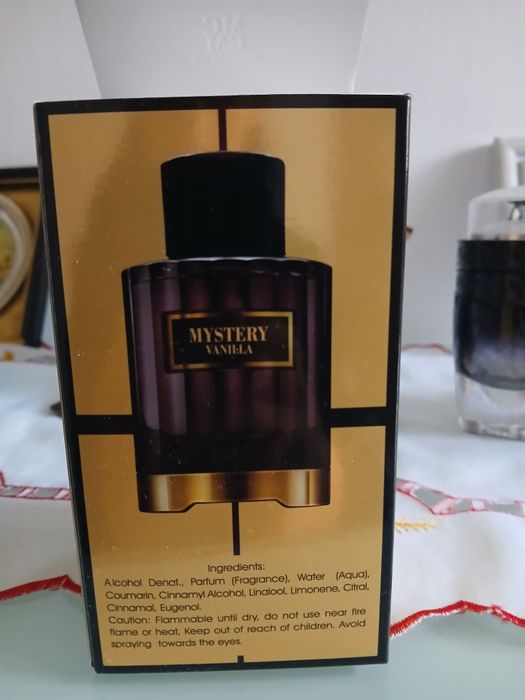 MYSTERY
VANILLA
Ingredients:
Alcohol Denat., Parfum (Fragrance), Water (Aqua),
Coumarin, Cinnamyl Alcohol, Linalool, Limonene, Citral,
Cinnamal, Eugenol.
Caution: Flammable until dry, do not use near fire
flame or heat, Keep out of reach of children. Avoid
spraying towards the eyes.